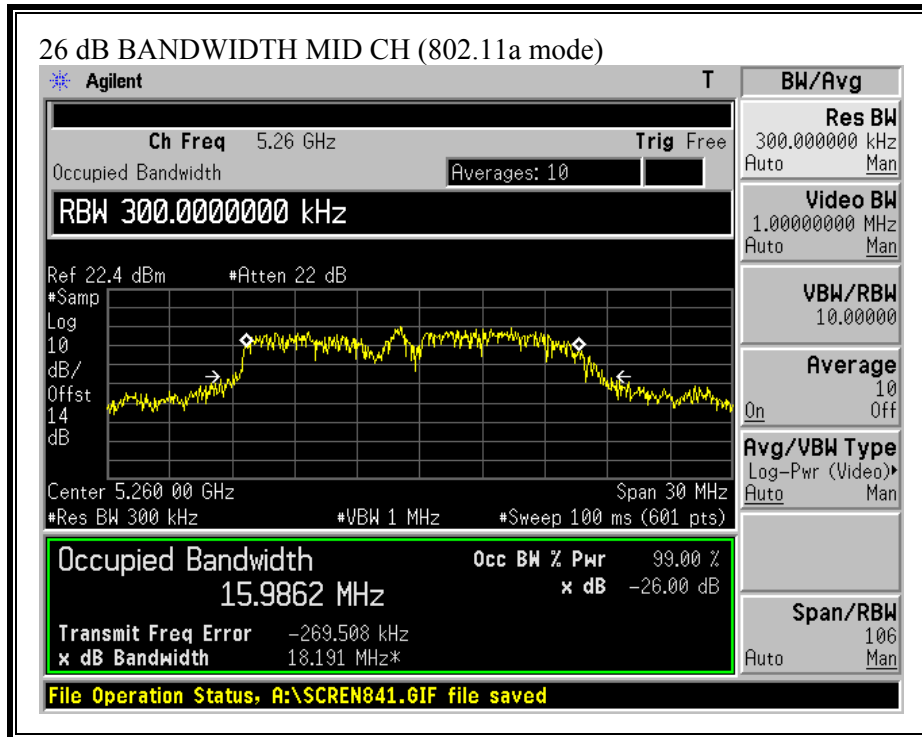 26 dB BANDWIDTH MID CH (802.11a mode)
Agilent T
Ch Freq 5.26 GHz Trig Free
Occupied Bandwidth Averages: 10
RBW 300.0000000 kHz
Ref 22.4 dBm #Atten 22 dB
#Samp
Log
10
dB/
Offst
14
dB
Center 5.260 00 GHz Span 30 MHz
#Res BW 300 kHz #VBW 1 MHz #Sweep 100 ms (601 pts)
Occupied Bandwidth Occ BW % Pwr 99.00 %
15.9862 MHz x dB -26.00 dB
Transmit Freq Error -269.508 kHz
x dB Bandwidth 18.191 MHz*
File Operation Status, A:\SCREN841.GIF file saved
BW/Avg
Res BW
300.000000 kHz
Auto Man
Video BW
1.00000000 MHz
Auto Man
VBW/RBW
10.00000
Average
10
On Off
Avg/VBW Type
Log-Pwr (Video)
Auto Man
Span/RBW
106
Auto Man